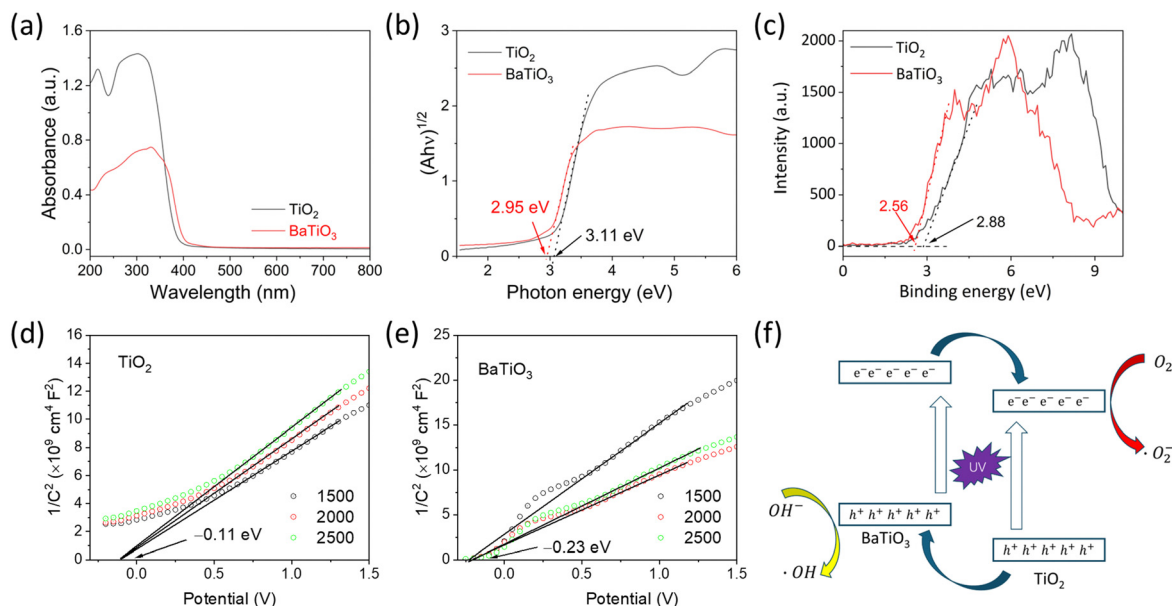 (a)
1.6
1.2
0.8
0.4
0.0
Absorbance (a.u.)
TiO₂
BaTiO₃
200 300 400 500 600 700 800
Wavelength (nm)
(b)
4
3
2
1
0
(Ahν)^1/2
TiO₂
BaTiO₃
2.95 eV
3.11 eV
2 3 4 5 6
Photon energy (eV)
(c)
2000
1500
1000
500
0
Intensity (a.u.)
TiO₂
BaTiO₃
2.56
2.88
0 3 6 9
Binding energy (eV)
(d)
16
14
12
10
8
6
4
2
0
1/C² (×10⁹ cm⁴ F²)
TiO₂
1500
2000
2500
−0.11 eV
0.0 0.5 1.0 1.5
Potential (V)
(e)
25
20
15
10
5
0
1/C² (×10⁹ cm⁴ F²)
BaTiO₃
1500
2000
2500
−0.23 eV
0.0 0.5 1.0 1.5
Potential (V)
(f)
e⁻e⁻ e⁻ e⁻ e⁻
e⁻e⁻ e⁻ e⁻ e⁻
O₂
· O₂⁻
UV
OH⁻
· OH
h⁺ h⁺ h⁺ h⁺ h⁺
BaTiO₃
h⁺ h⁺ h⁺ h⁺ h⁺
TiO₂